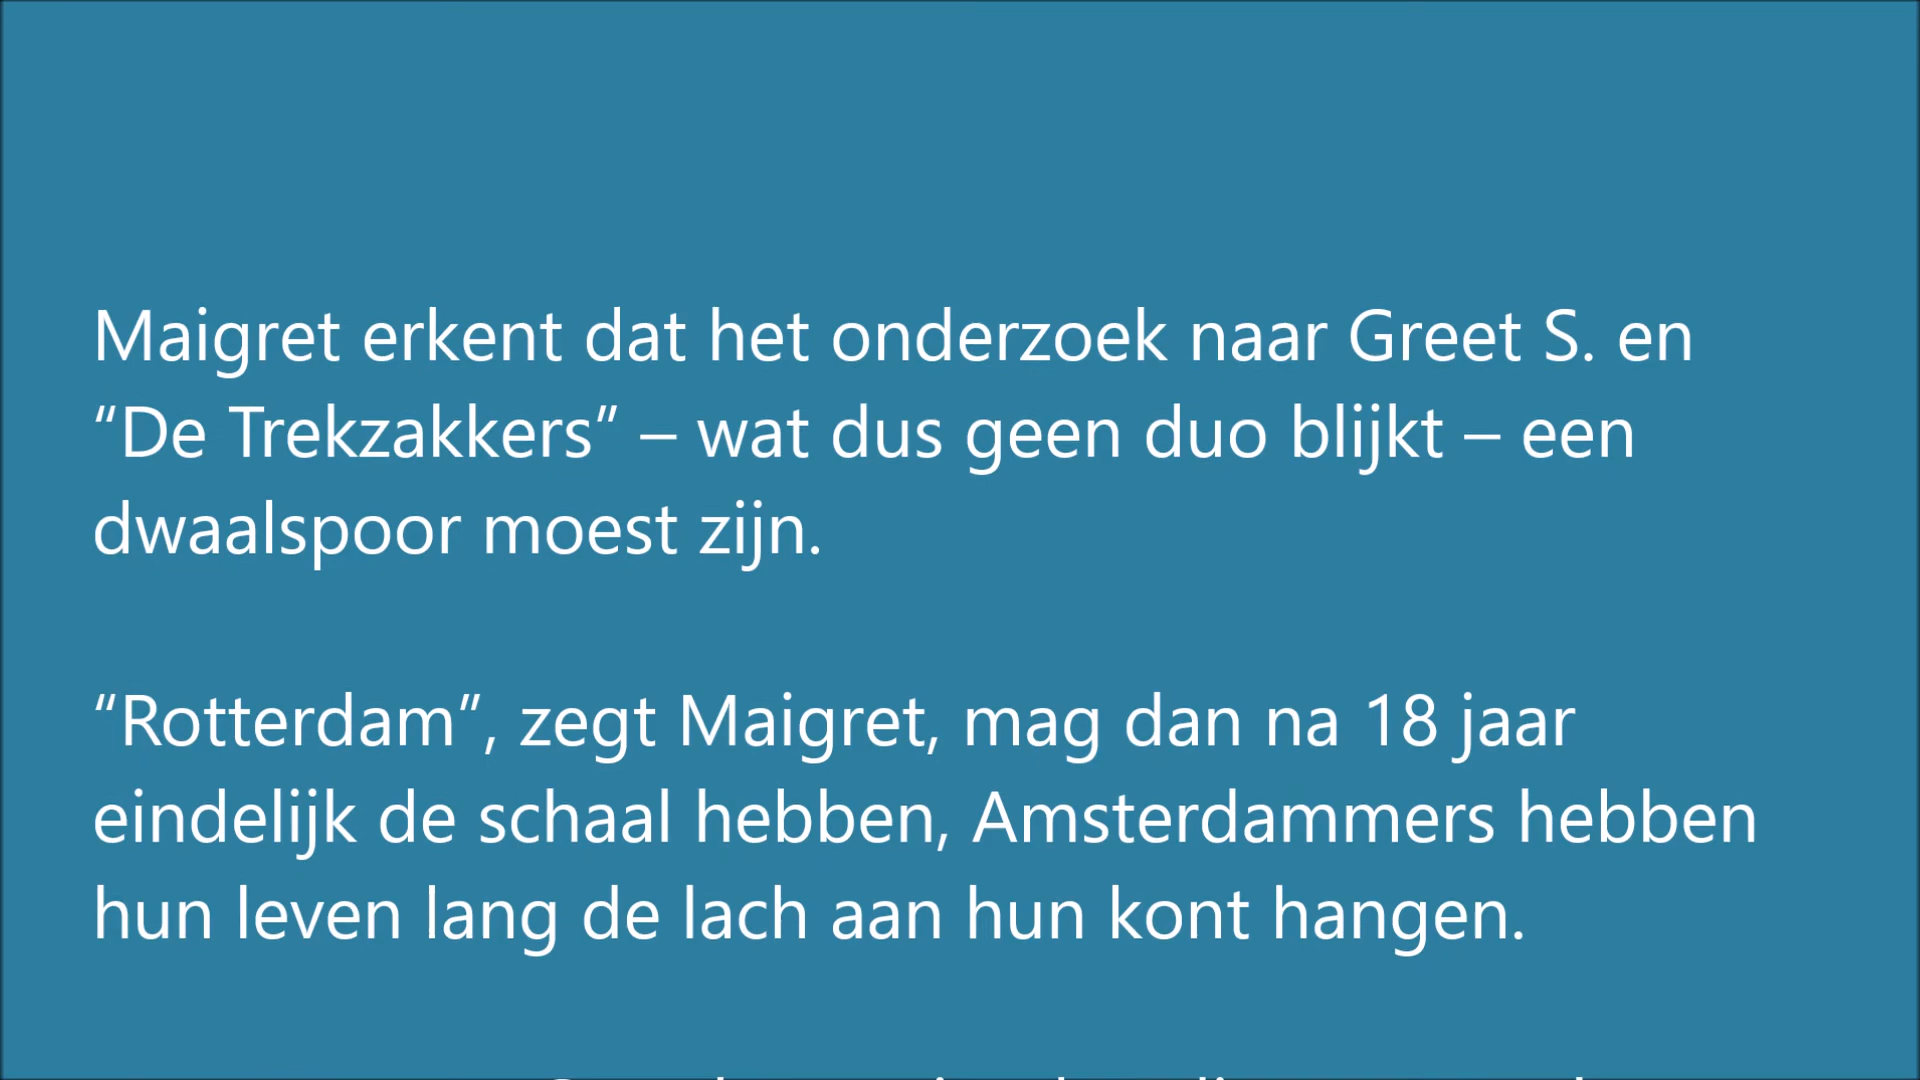 Maigret erkent dat het onderzoek naar Greet S. en
“De Trekzakkers” – wat dus geen duo blijkt – een
dwaalspoor moest zijn.
“Rotterdam”, zegt Maigret, mag dan na 18 jaar
eindelijk de schaal hebben, Amsterdammers hebben
hun leven lang de lach aan hun kont hangen.